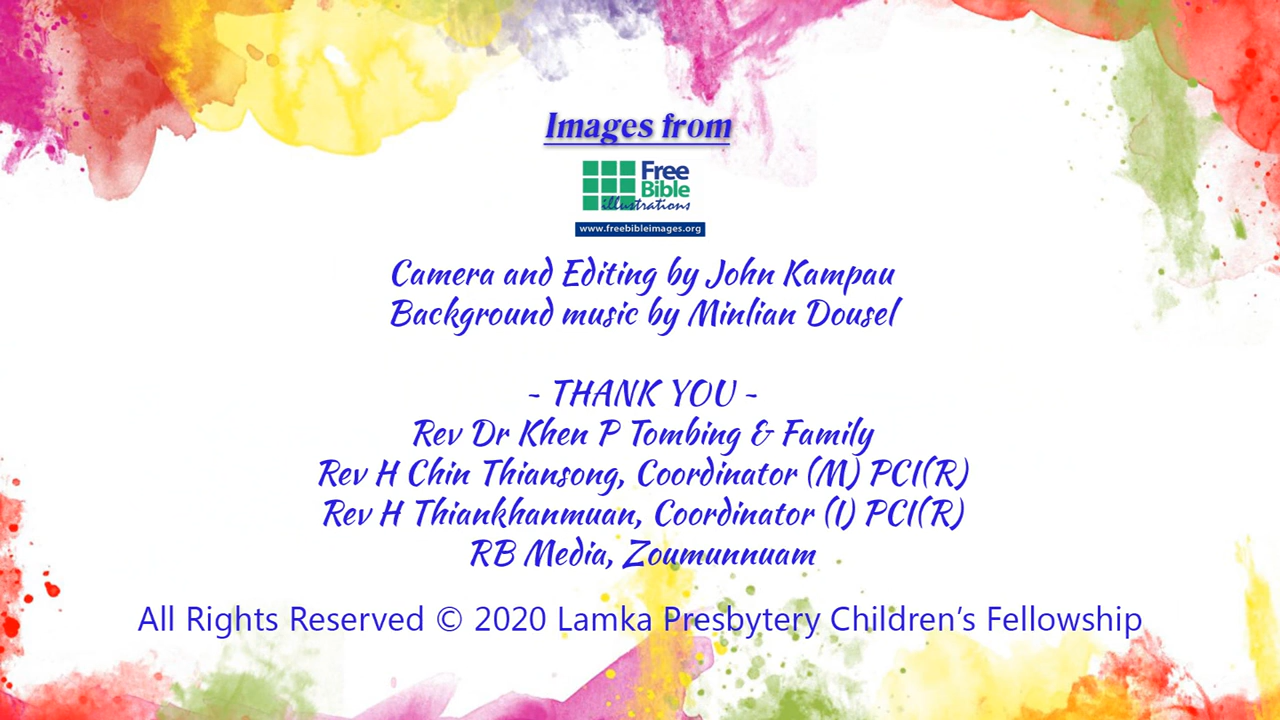 Images from
Free
Bible
illustrations
www.freebibleimages.org
Camera and Editing by John Kampau
Background music by Minlian Dousel
~ THANK YOU ~
Rev Dr Khen P Tombing & Family
Rev H Chin Thiansong, Coordinator (M) PCI(R)
Rev H Thiankhanmuan, Coordinator (I) PCI(R)
RB Media, Zoumunnuam
All Rights Reserved © 2020 Lamka Presbytery Children’s Fellowship